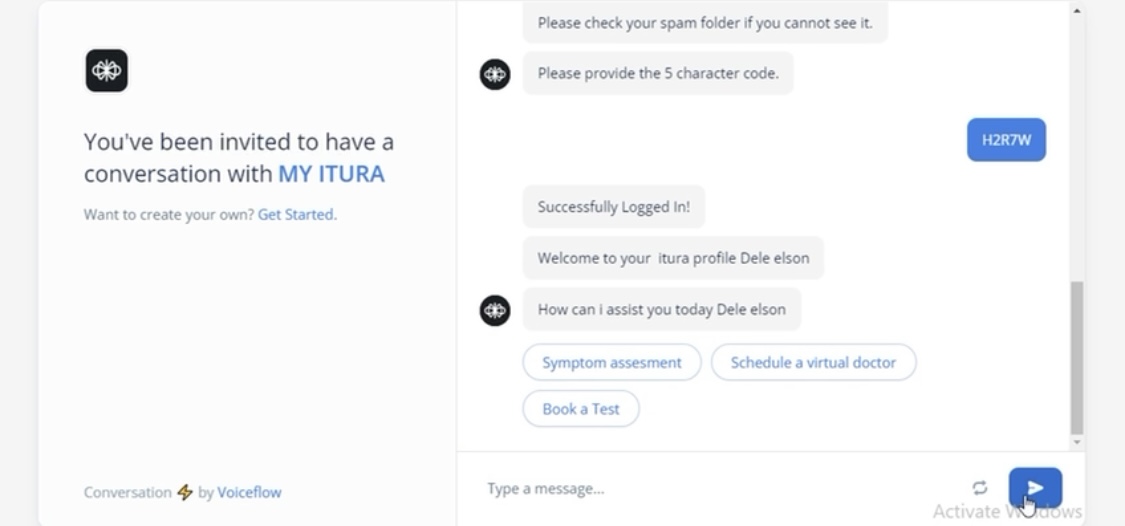 Please check your spam folder if you cannot see it.
Please provide the 5 character code.
H2R7W
You've been invited to have a
conversation with MY ITURA
Want to create your own? Get Started.
Successfully Logged In!
Welcome to your itura profile Dele elson
How can i assist you today Dele elson
Symptom assesment
Schedule a virtual doctor
Book a Test
Conversation ⚡ by Voiceflow
Type a message...
Activate Windows